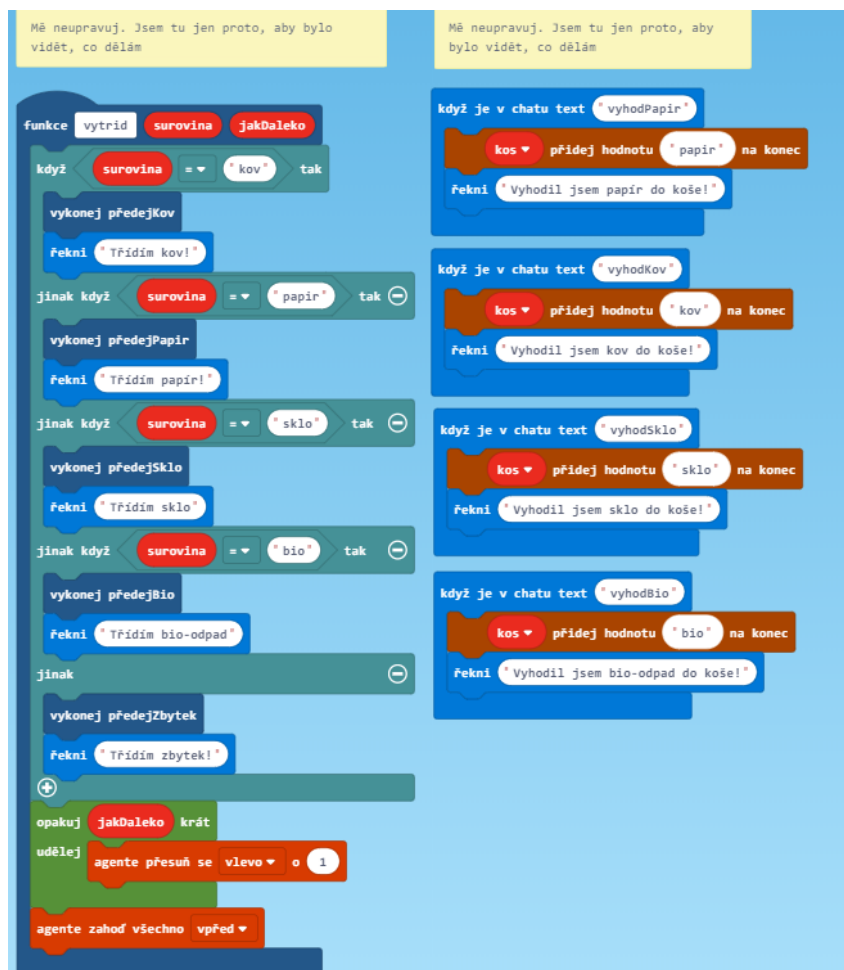 Mě neupravuj. Jsem tu jen proto, aby bylo
vidět, co dělám
funkce vytrid surovina jakDaleko
když surovina = "kov" tak
vykonej předejKov
řekni "Třídím kov!"
jinak když surovina = "papir" tak
vykonej předejPapir
řekni "Třídím papír!"
jinak když surovina = "sklo" tak
vykonej předejSklo
řekni "Třídím sklo"
jinak když surovina = "bio" tak
vykonej předejBio
řekni "Třídím bio-odpad"
jinak
vykonej předejZbytek
řekni "Třídím zbytek!"
opakuj jakDaleko krát
udělej
agente přesuň se vlevo o 1
agente zahoď všechno vpřed
Mě neupravuj. Jsem tu jen proto, aby
bylo vidět, co dělám
když je v chatu text "vyhodPapir"
kos přidej hodnotu "papir" na konec
řekni "Vyhodil jsem papír do koše!"
když je v chatu text "vyhodKov"
kos přidej hodnotu "kov" na konec
řekni "Vyhodil jsem kov do koše!"
když je v chatu text "vyhodSklo"
kos přidej hodnotu "sklo" na konec
řekni "Vyhodil jsem sklo do koše!"
když je v chatu text "vyhodBio"
kos přidej hodnotu "bio" na konec
řekni "Vyhodil jsem bio-odpad do koše!"